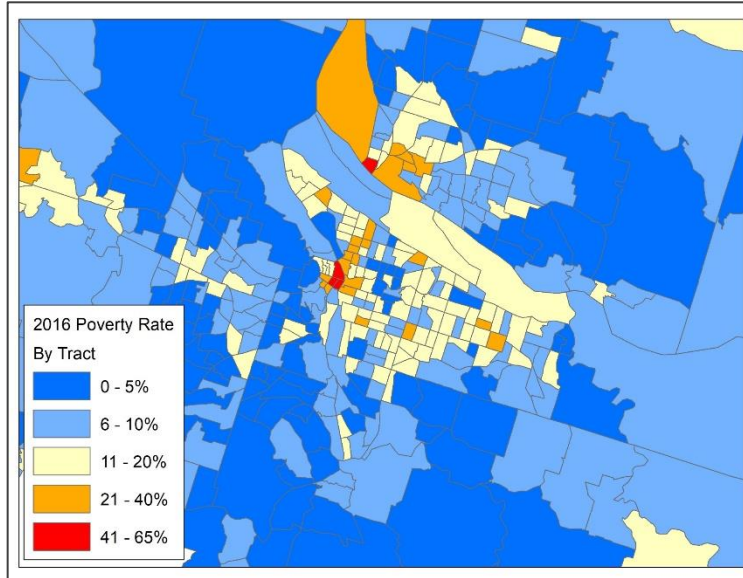 2016 Poverty Rate
By Tract
0 - 5%
6 - 10%
11 - 20%
21 - 40%
41 - 65%